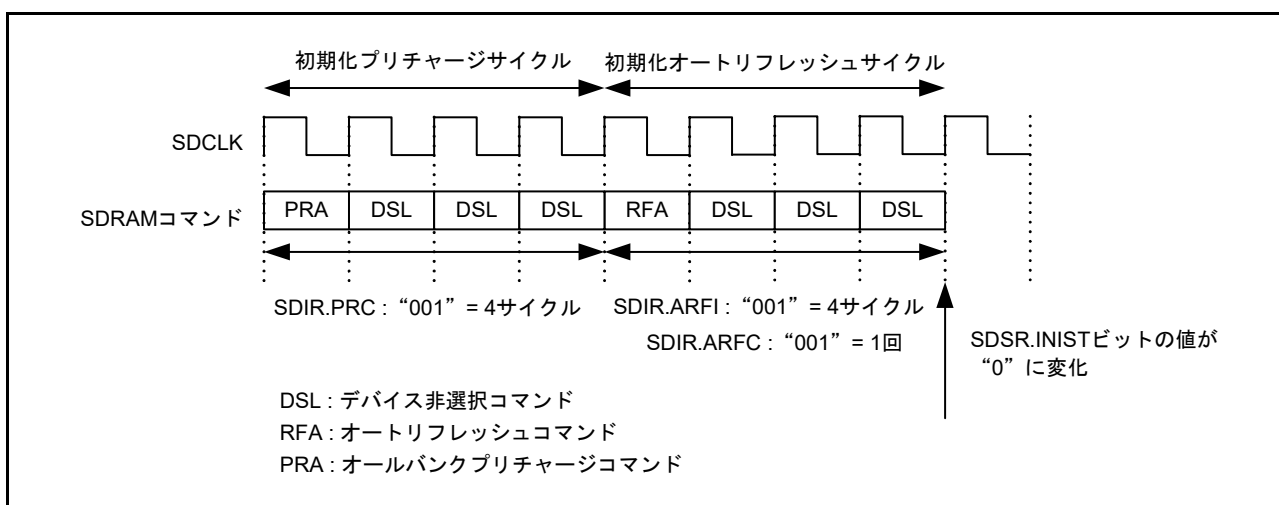 初期化プリチャージサイクル 初期化オートリフレッシュサイクル
SDCLK
SDRAMコマンド PRA DSL DSL DSL RFA DSL DSL DSL
SDIR.PRC : “001” = 4サイクル SDIR.ARFI : “001” = 4サイクル
SDIR.ARFC : “001” = 1回
SDSR.INISTビットの値が
“0” に変化
DSL : デバイス非選択コマンド
RFA : オートリフレッシュコマンド
PRA : オールバンクプリチャージコマンド